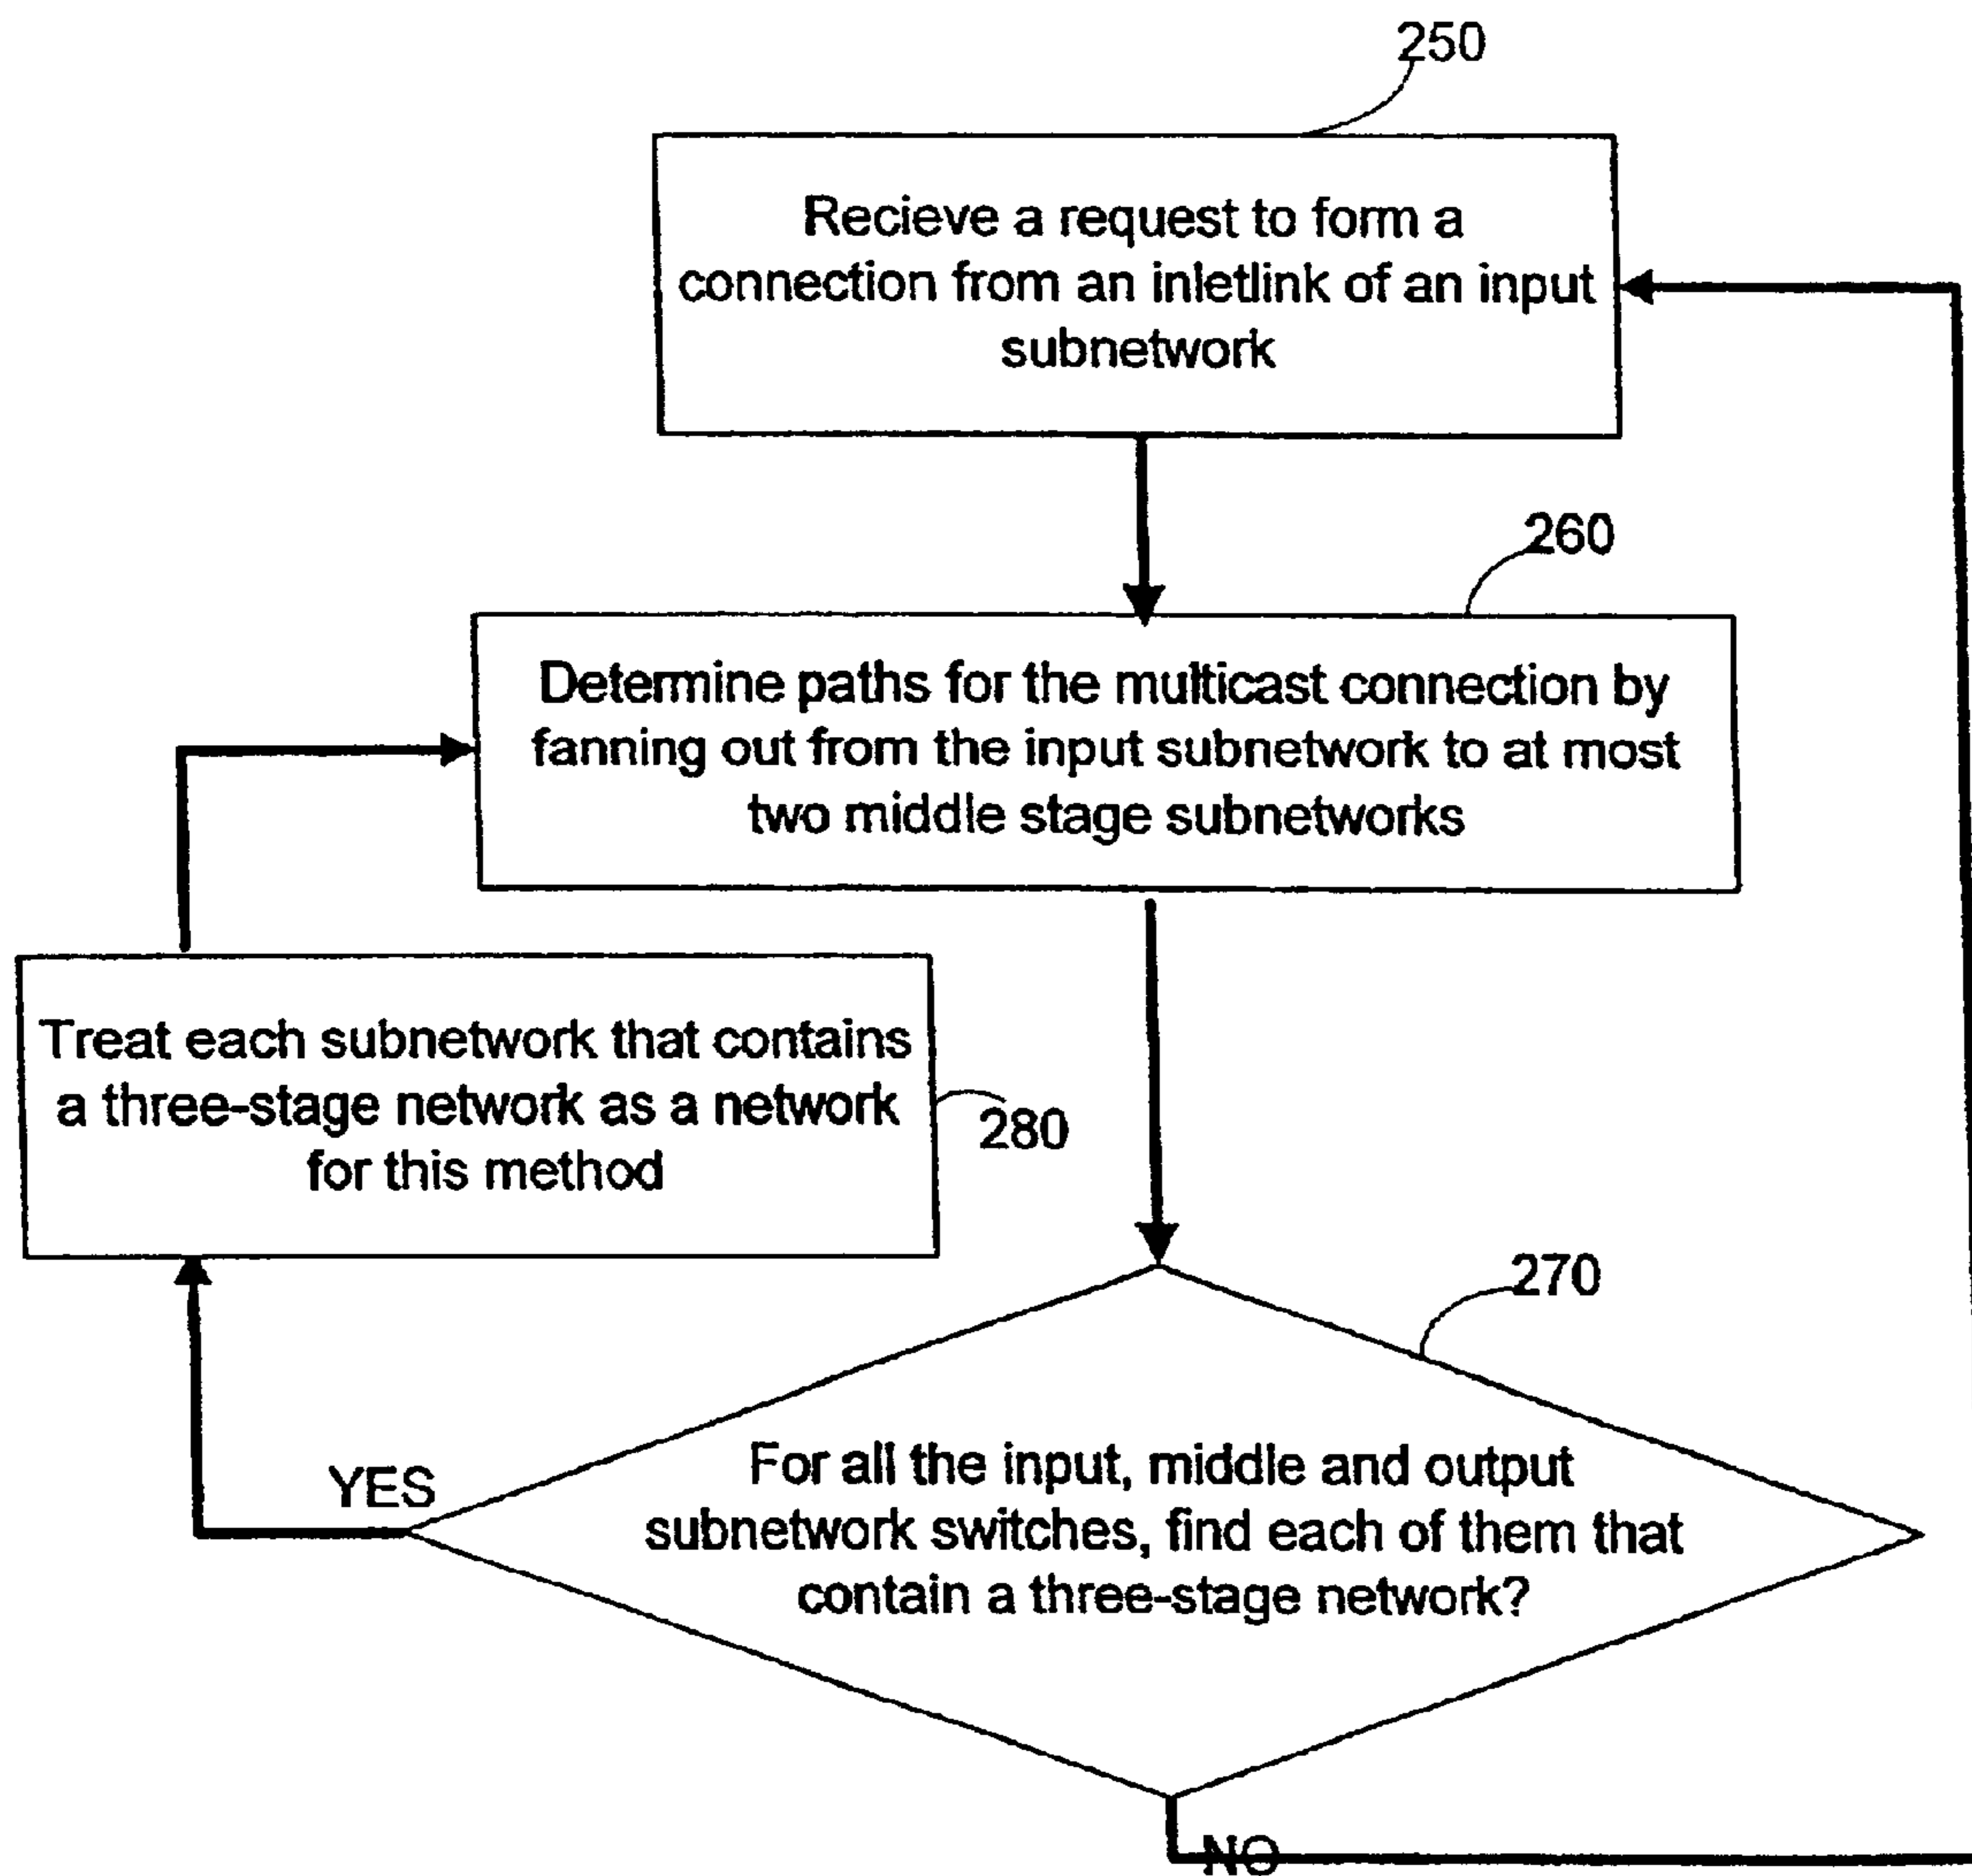 250
Recieve a request to form a
connection from an inletlink of an input
subnetwork
260
Determine paths for the multicast connection by
fanning out from the input subnetwork to at most
two middle stage subnetworks
Treat each subnetwork that contains
a three-stage network as a network
for this method
280
270
For all the input, middle and output
subnetwork switches, find each of them that
contain a three-stage network?
YES
NO